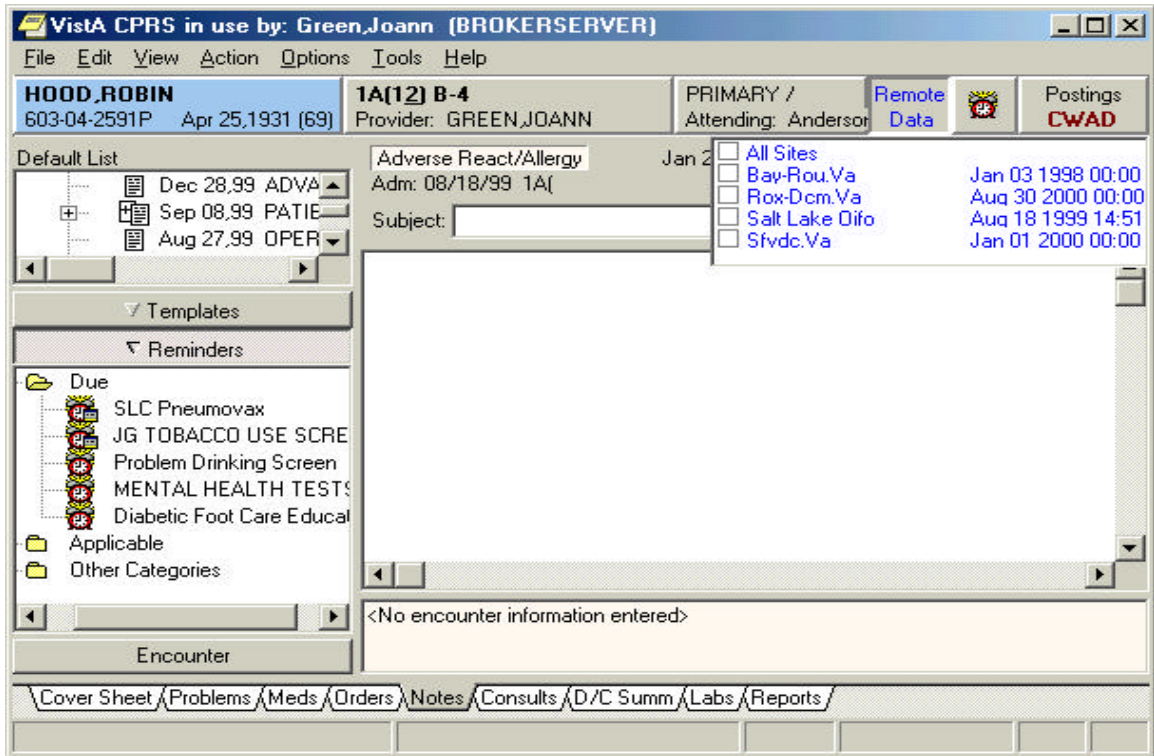 VistA CPRS in use by: Green,Joann (BROKERSERVER)
File Edit View Action Options Tools Help
HOOD,ROBIN
603-04-2591P Apr 25,1931 (69)
1A(12) B-4
Provider: GREEN,JOANN
PRIMARY /
Attending: Anderson
Remote
Data
Postings
CWAD
Default List
Dec 28,99 ADVA
Sep 08,99 PATIE
Aug 27,99 OPER
Adverse React/Allergy Jan 2
Adm: 08/18/99 1A(
Subject:
All Sites
Bay-Rou.Va Jan 03 1998 00:00
Rox-Dcm.Va Aug 30 2000 00:00
Salt Lake Oifo Aug 18 1999 14:51
Sfvdc.Va Jan 01 2000 00:00
Templates
Reminders
Due
SLC Pneumovax
JG TOBACCO USE SCRE
Problem Drinking Screen
MENTAL HEALTH TESTS
Diabetic Foot Care Educat
Applicable
Other Categories
<No encounter information entered>
Encounter
Cover Sheet Problems Meds Orders Notes Consults D/C Summ Labs Reports